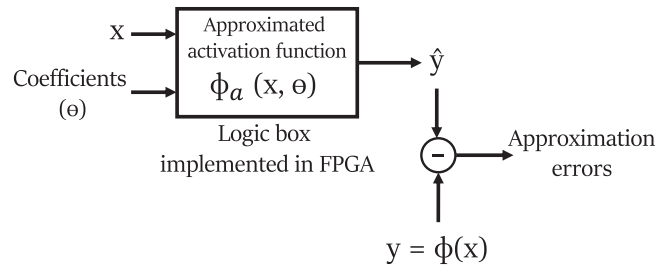 x
Coefficients
(ɵ)
Approximated
activation function
ϕₐ (x, ɵ)
Logic box
implemented in FPGA
ŷ
-
Approximation
errors
y = ϕ(x)